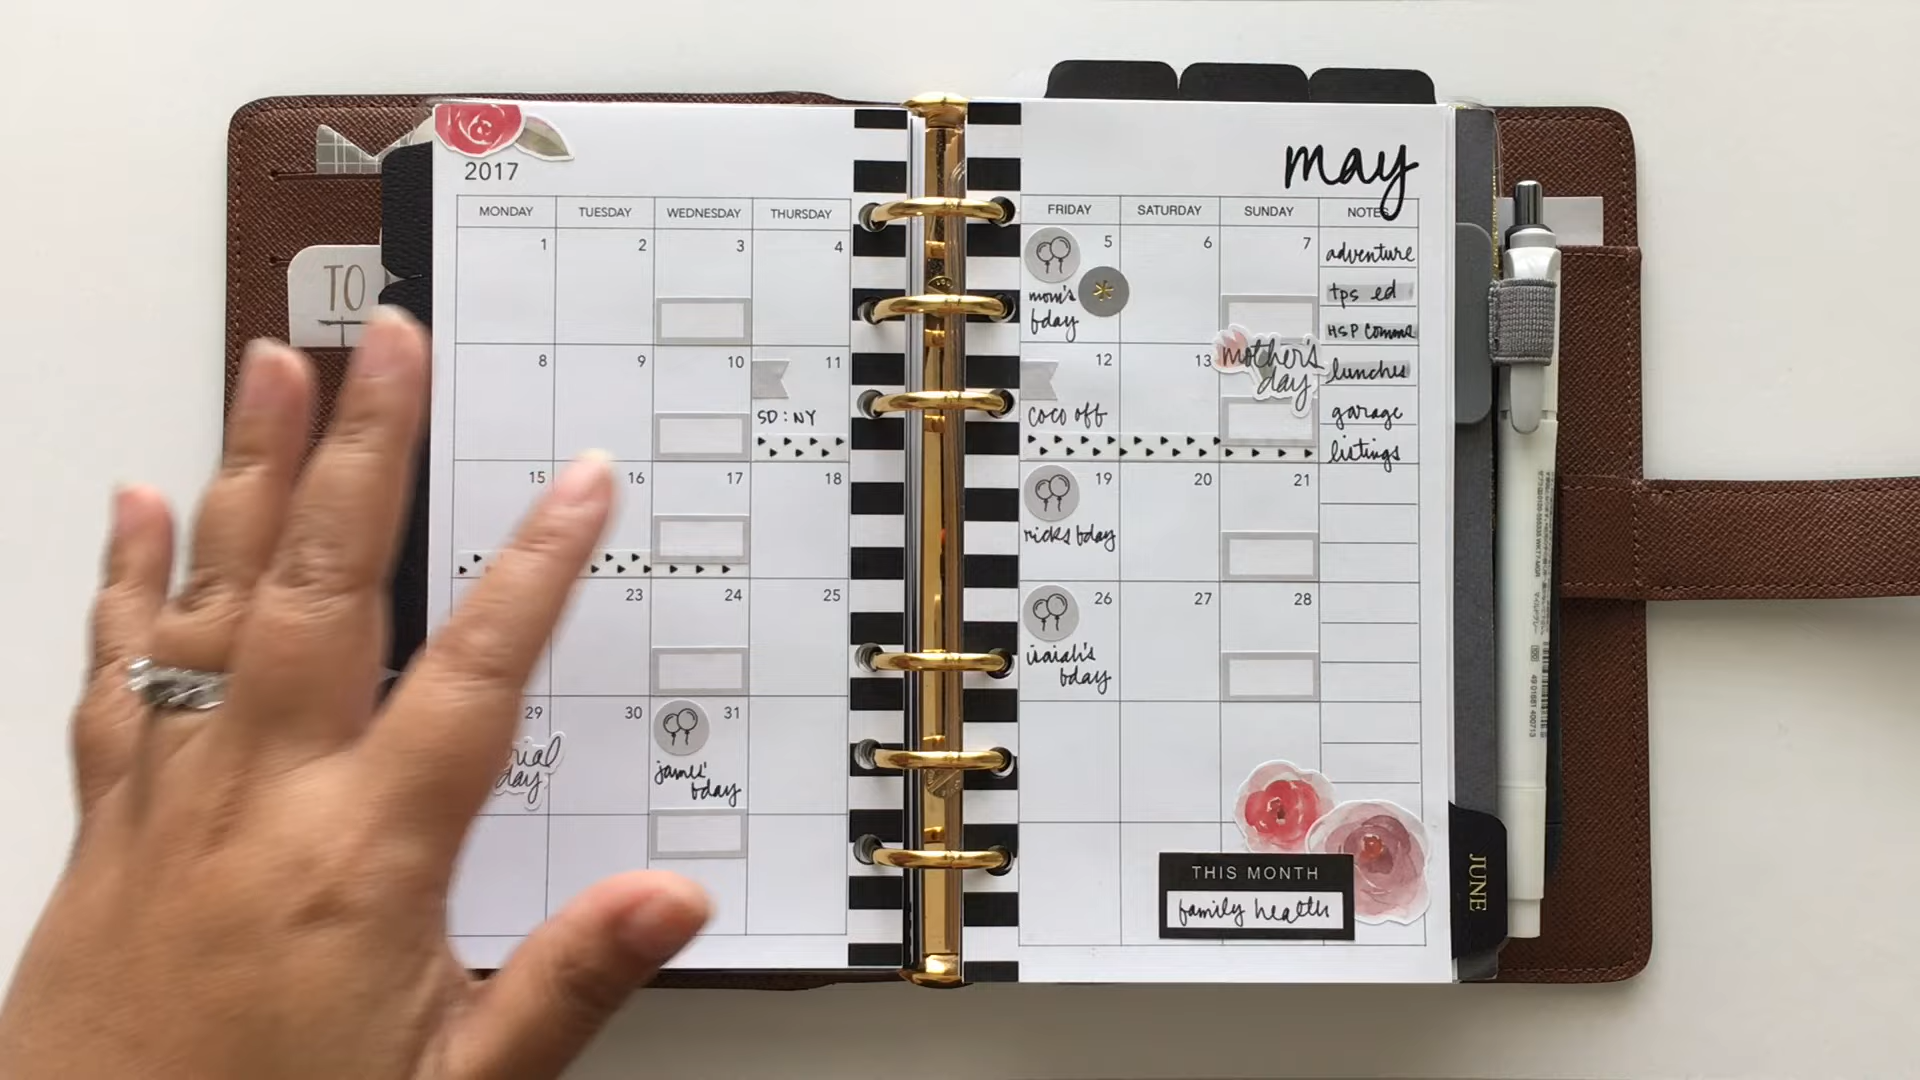 2017
may
MONDAY TUESDAY WEDNESDAY THURSDAY FRIDAY SATURDAY SUNDAY NOTES
1 2 3 4 5 6 7
mom's
bday
adventure
tps ed
HSP Comms
8 9 10 11 12 13
mother's
day
SD:NY
coco off
lunches
garage
listings
15 16 17 18 19 20 21
ricks bday
23 24 25 26 27 28
isaiah's
bday
29 30 31
rial
day
james'
bday
THIS MONTH
family health
JUNE
TO